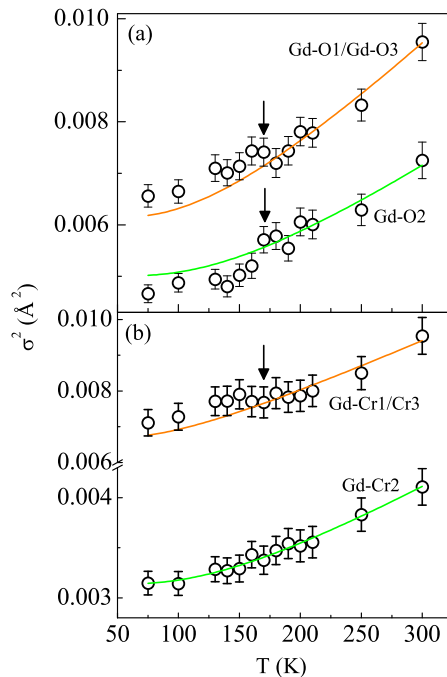 0.010
(a)
Gd-O1/Gd-O3
0.008
0.006
Gd-O2
σ² (Å²)
0.010
(b)
Gd-Cr1/Cr3
0.008
0.006
0.004
Gd-Cr2
0.003
50 100 150 200 250 300
T (K)